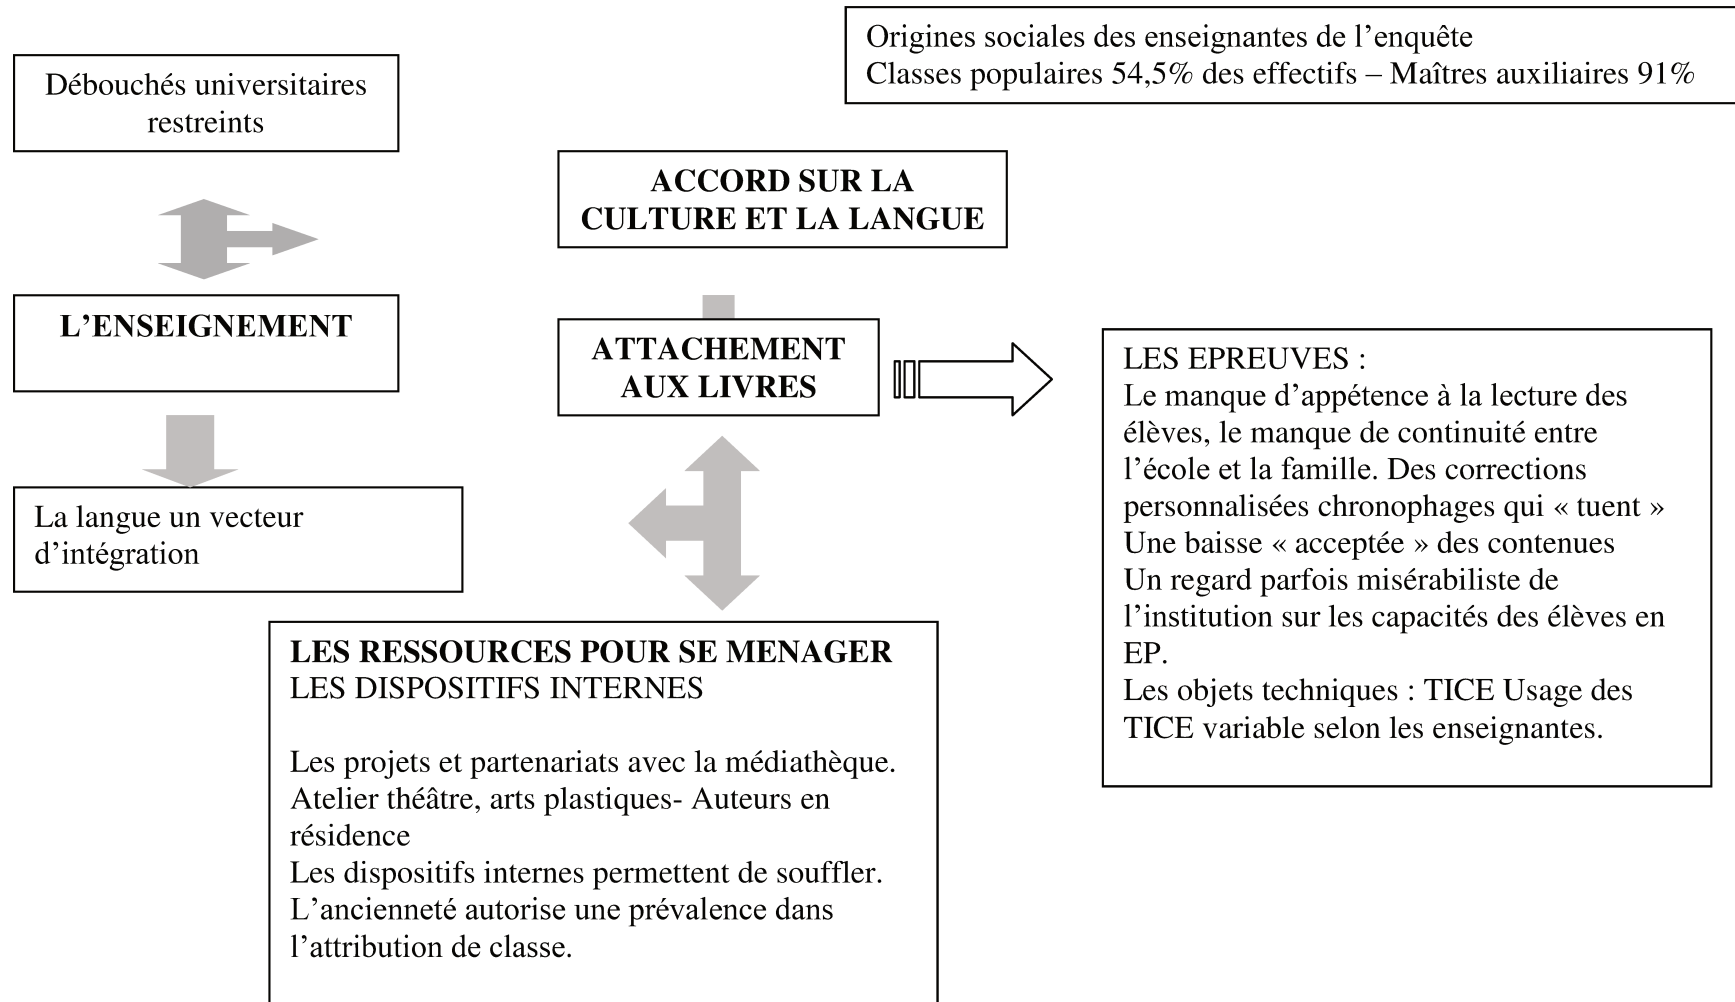 Origines sociales des enseignantes de l’enquête
Classes populaires 54,5% des effectifs – Maîtres auxiliaires 91%
Débouchés universitaires
restreints
ACCORD SUR LA
CULTURE ET LA LANGUE
L’ENSEIGNEMENT
ATTACHEMENT
AUX LIVRES
LES EPREUVES :
Le manque d’appétence à la lecture des
élèves, le manque de continuité entre
l’école et la famille. Des corrections
personnalisées chronophages qui « tuent »
Une baisse « acceptée » des contenues
Un regard parfois misérabiliste de
l’institution sur les capacités des élèves en
EP.
Les objets techniques : TICE Usage des
TICE variable selon les enseignantes.
La langue un vecteur
d’intégration
LES RESSOURCES POUR SE MENAGER
LES DISPOSITIFS INTERNES
Les projets et partenariats avec la médiathèque.
Atelier théâtre, arts plastiques- Auteurs en
résidence
Les dispositifs internes permettent de souffler.
L’ancienneté autorise une prévalence dans
l’attribution de classe.